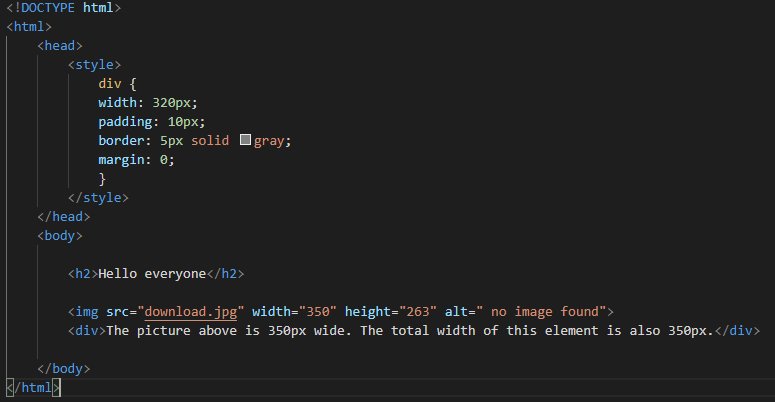 <!DOCTYPE html>
<html>
<head>
<style>
div {
width: 320px;
padding: 10px;
border: 5px solid gray;
margin: 0;
}
</style>
</head>
<body>
<h2>Hello everyone</h2>
<img src="download.jpg" width="350" height="263" alt=" no image found">
<div>The picture above is 350px wide. The total width of this element is also 350px.</div>
</body>
</html>